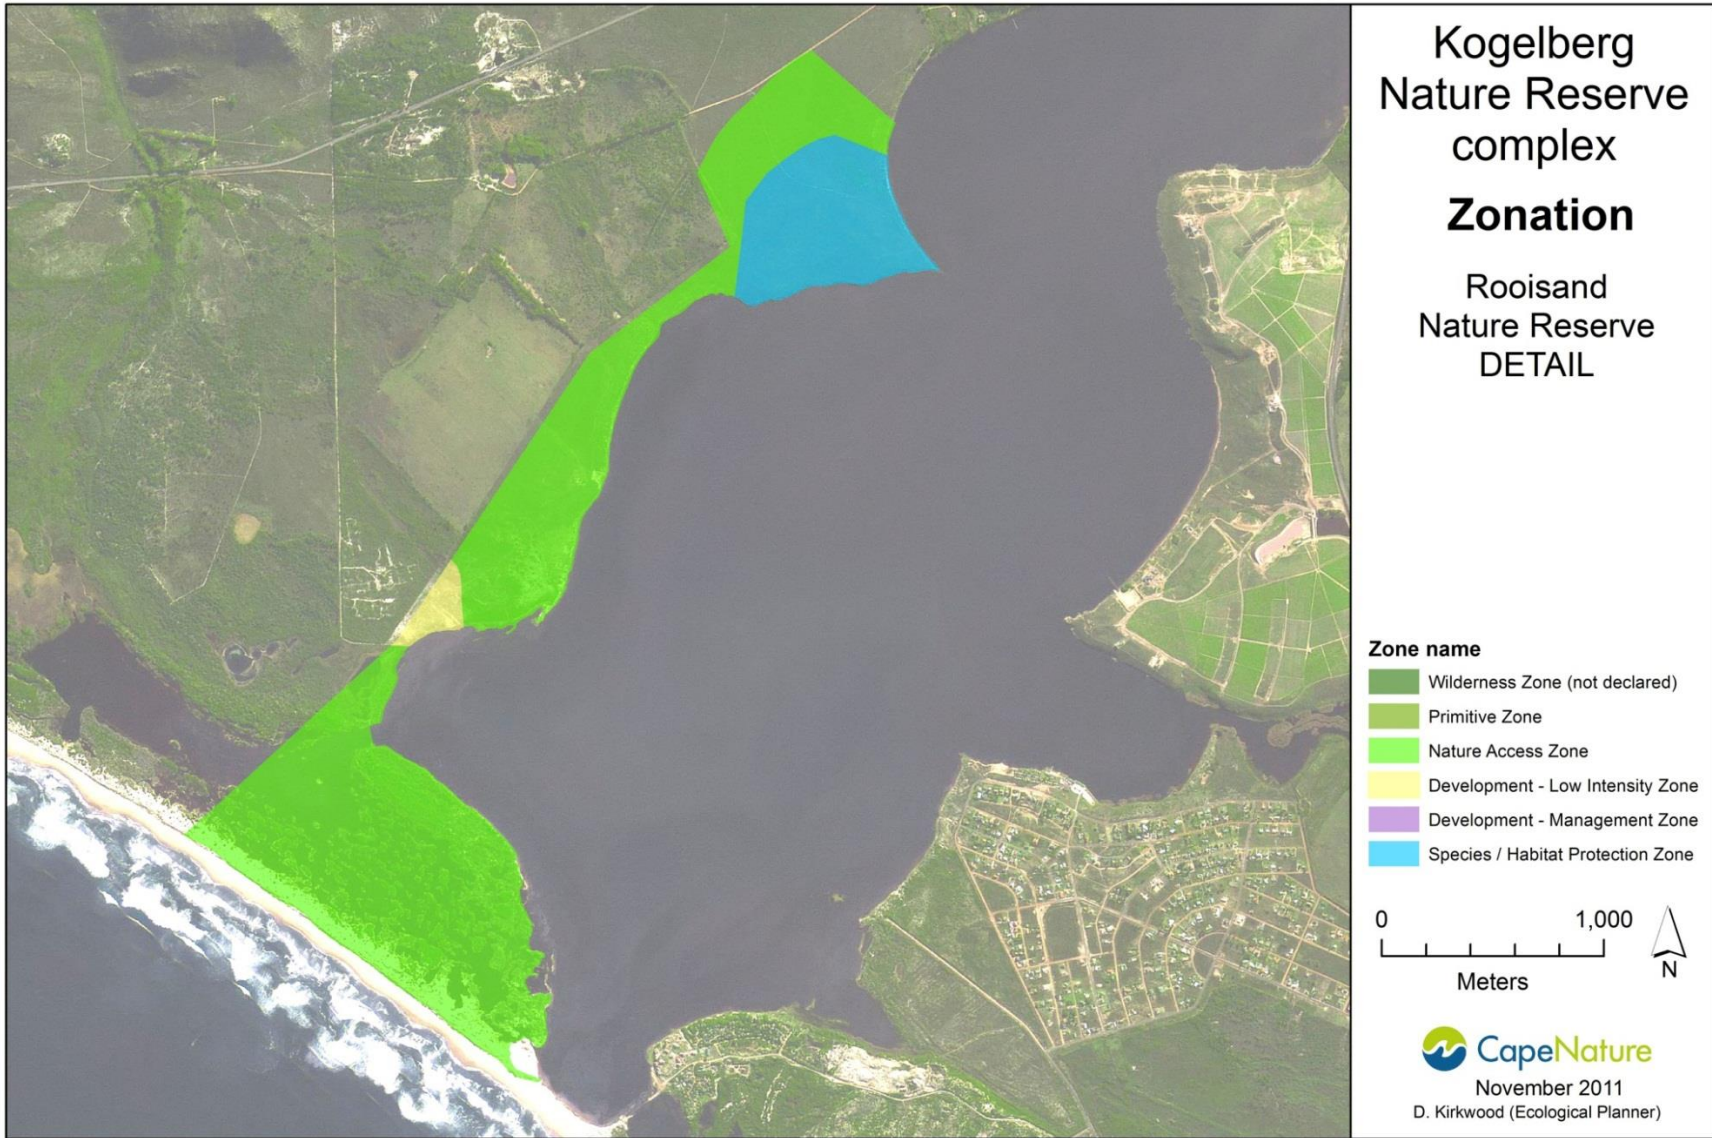 Kogelberg
Nature Reserve
complex
Zonation
Rooisand
Nature Reserve
DETAIL
Zone name
Wilderness Zone (not declared)
Primitive Zone
Nature Access Zone
Development - Low Intensity Zone
Development - Management Zone
Species / Habitat Protection Zone
0 1,000
Meters
N
CapeNature
November 2011
D. Kirkwood (Ecological Planner)